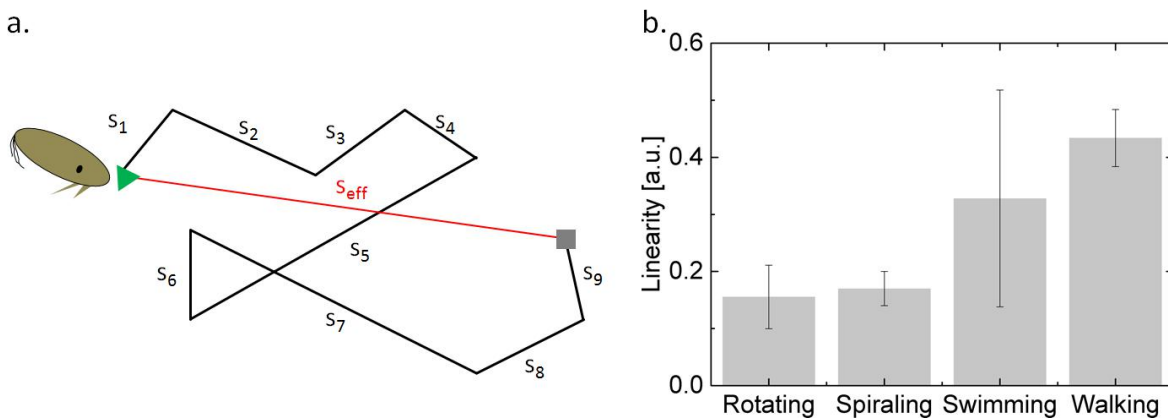 a.
S1
S2
S3
S4
Seff
S5
S6
S7
S8
S9
b.
Linearity [a.u.]
0.6
0.4
0.2
0.0
Rotating Spiraling Swimming Walking